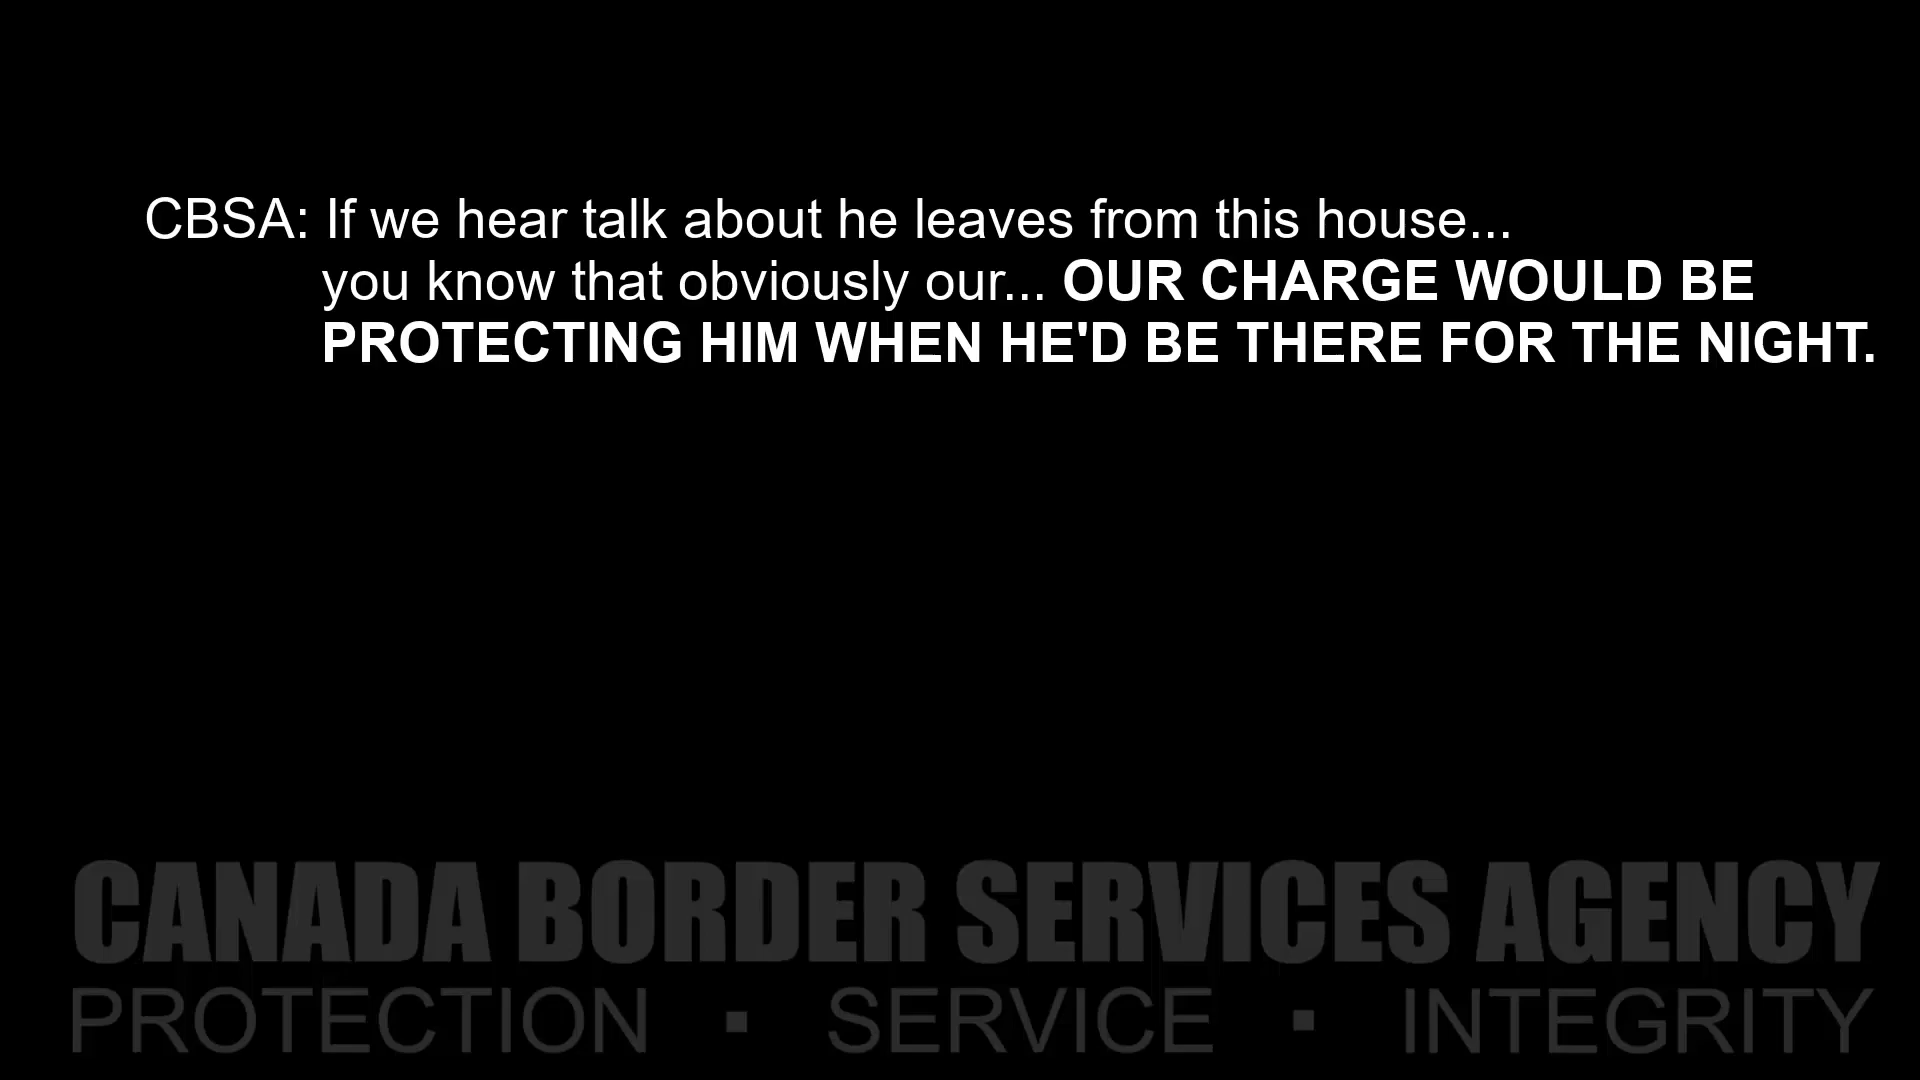 CBSA: If we hear talk about he leaves from this house...
you know that obviously our... OUR CHARGE WOULD BE
PROTECTING HIM WHEN HE'D BE THERE FOR THE NIGHT.
CANADA BORDER SERVICES AGENCY
PROTECTION ▪ SERVICE ▪ INTEGRITY